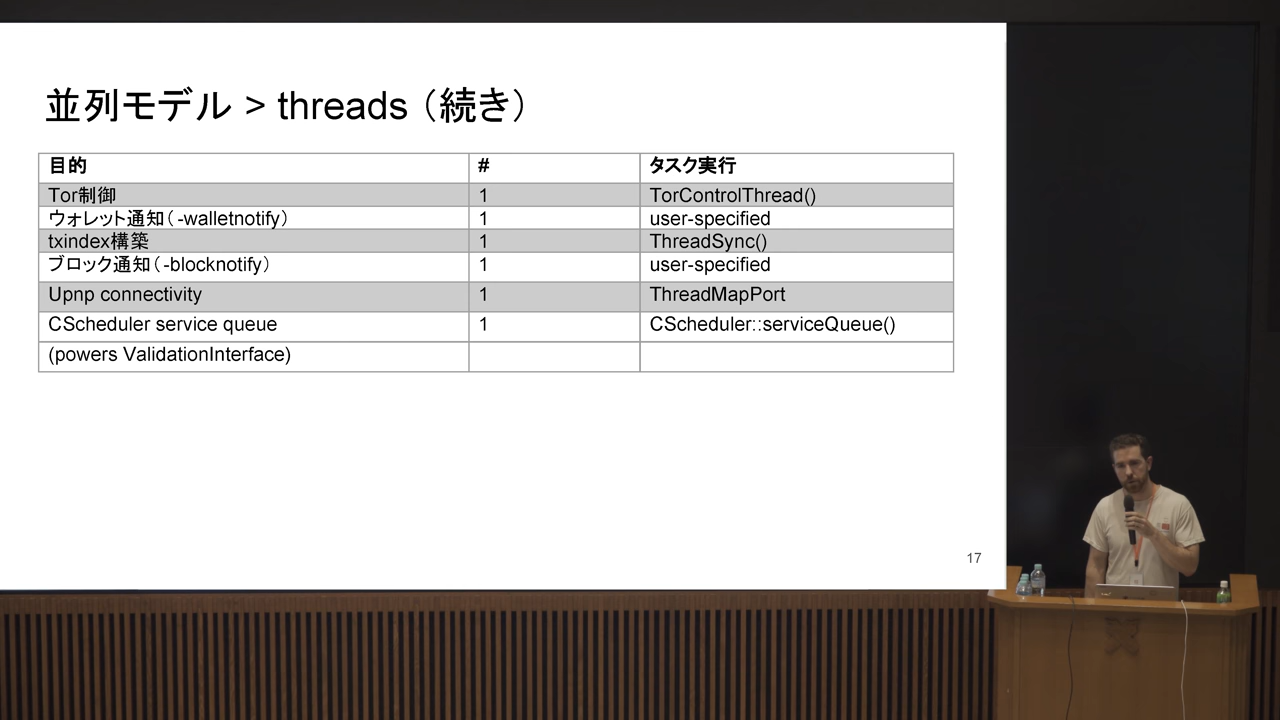 並列モデル > threads（続き）
目的 # タスク実行
Tor制御 1 TorControlThread()
ウォレット通知（-walletnotify） 1 user-specified
txindex構築 1 ThreadSync()
ブロック通知（-blocknotify） 1 user-specified
Upnp connectivity 1 ThreadMapPort
CScheduler service queue 1 CScheduler::serviceQueue()
(powers ValidationInterface)
17